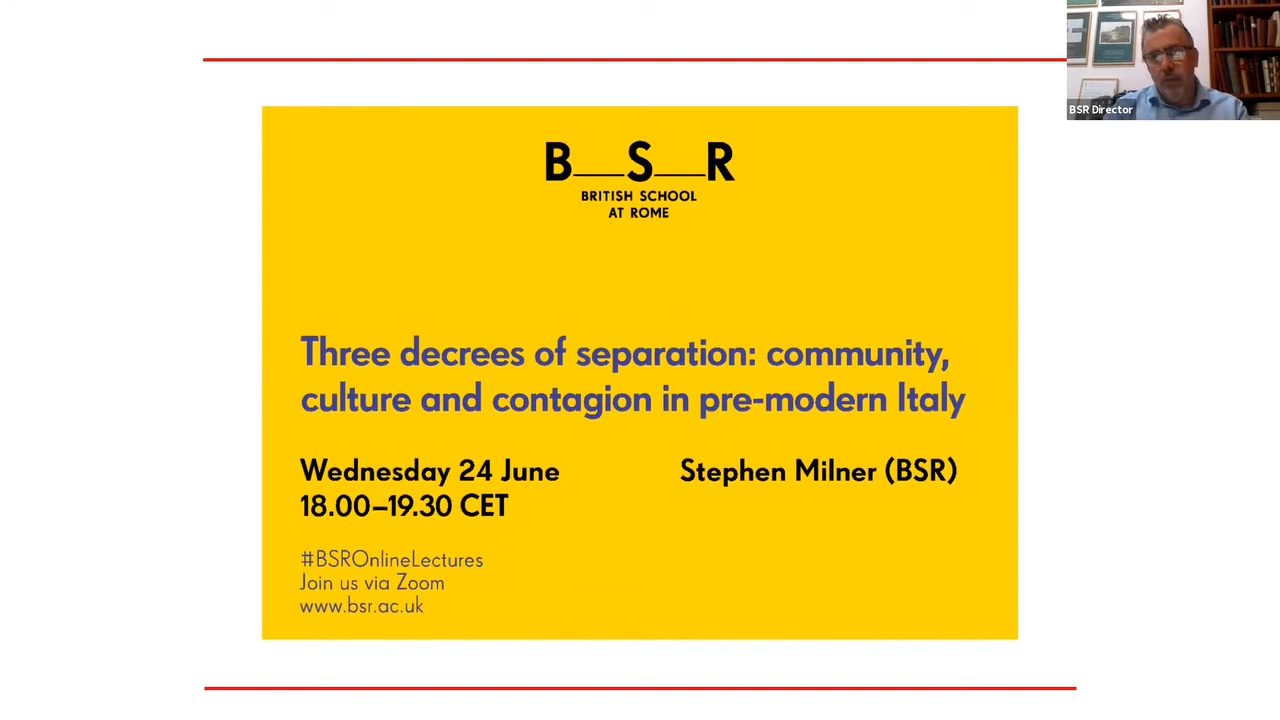 BSR Director
B__S__R
BRITISH SCHOOL
AT ROME
Three decrees of separation: community,
culture and contagion in pre-modern Italy
Wednesday 24 June
18.00–19.30 CET
Stephen Milner (BSR)
#BSROnlineLectures
Join us via Zoom
www.bsr.ac.uk